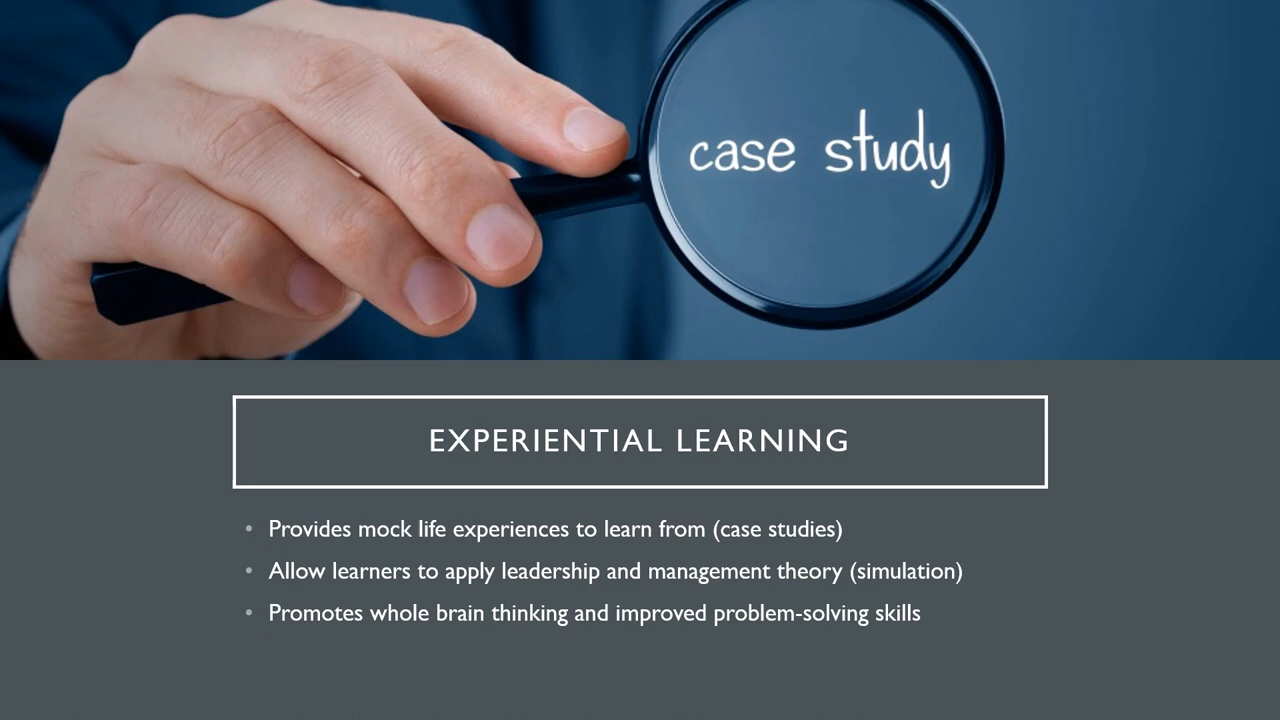 case study
EXPERIENTIAL LEARNING
• Provides mock life experiences to learn from (case studies)
• Allow learners to apply leadership and management theory (simulation)
• Promotes whole brain thinking and improved problem-solving skills